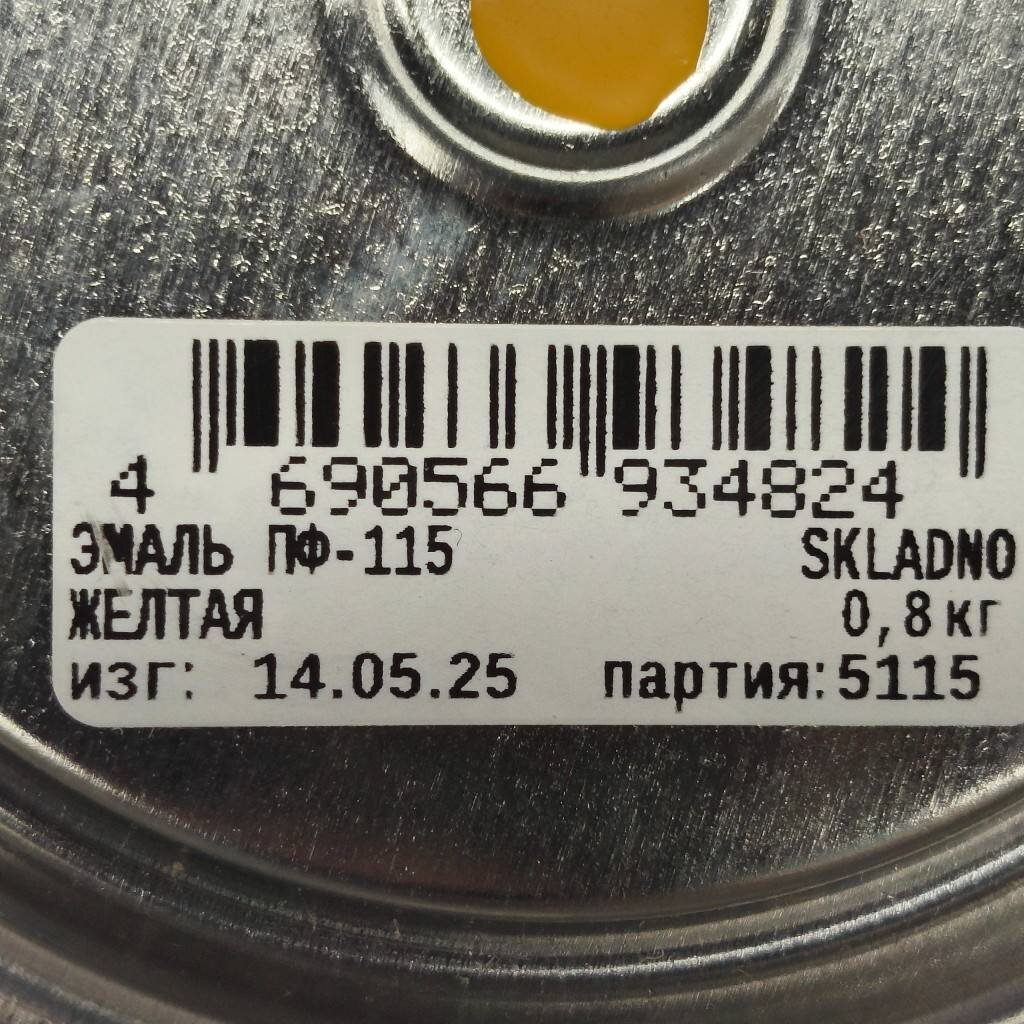 4 690566 934824
ЭМАЛЬ ПФ-115 SKLADNO
ЖЕЛТАЯ 0,8 кг
изг: 14.05.25 партия: 5115